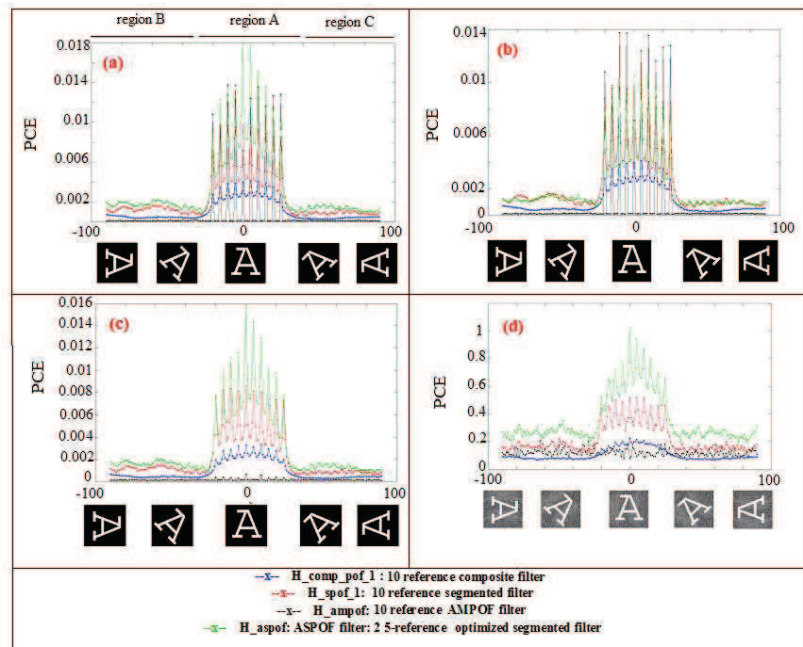 region B region A region C
(a)
0.018
0.014
0.01
0.006
0.002
PCE
-100 0 100
A A A A A
(b)
0.014
0.01
0.006
0.002
0
PCE
-100 0 100
A A A A A
(c)
0.016
0.014
0.012
0.01
0.008
0.006
0.004
0.002
0
PCE
-100 0 100
A A A A A
(d)
1
0.8
0.6
0.4
0.2
0
PCE
-100 0 100
A A A A A
--x-- H_comp_pof_1 : 10 reference composite filter
--x-- H_spof_1: 10 reference segmented filter
--x-- H_ampof: 10 reference AMPOF filter
--x-- H_aspof: ASPOF filter: 2 5-reference optimized segmented filter